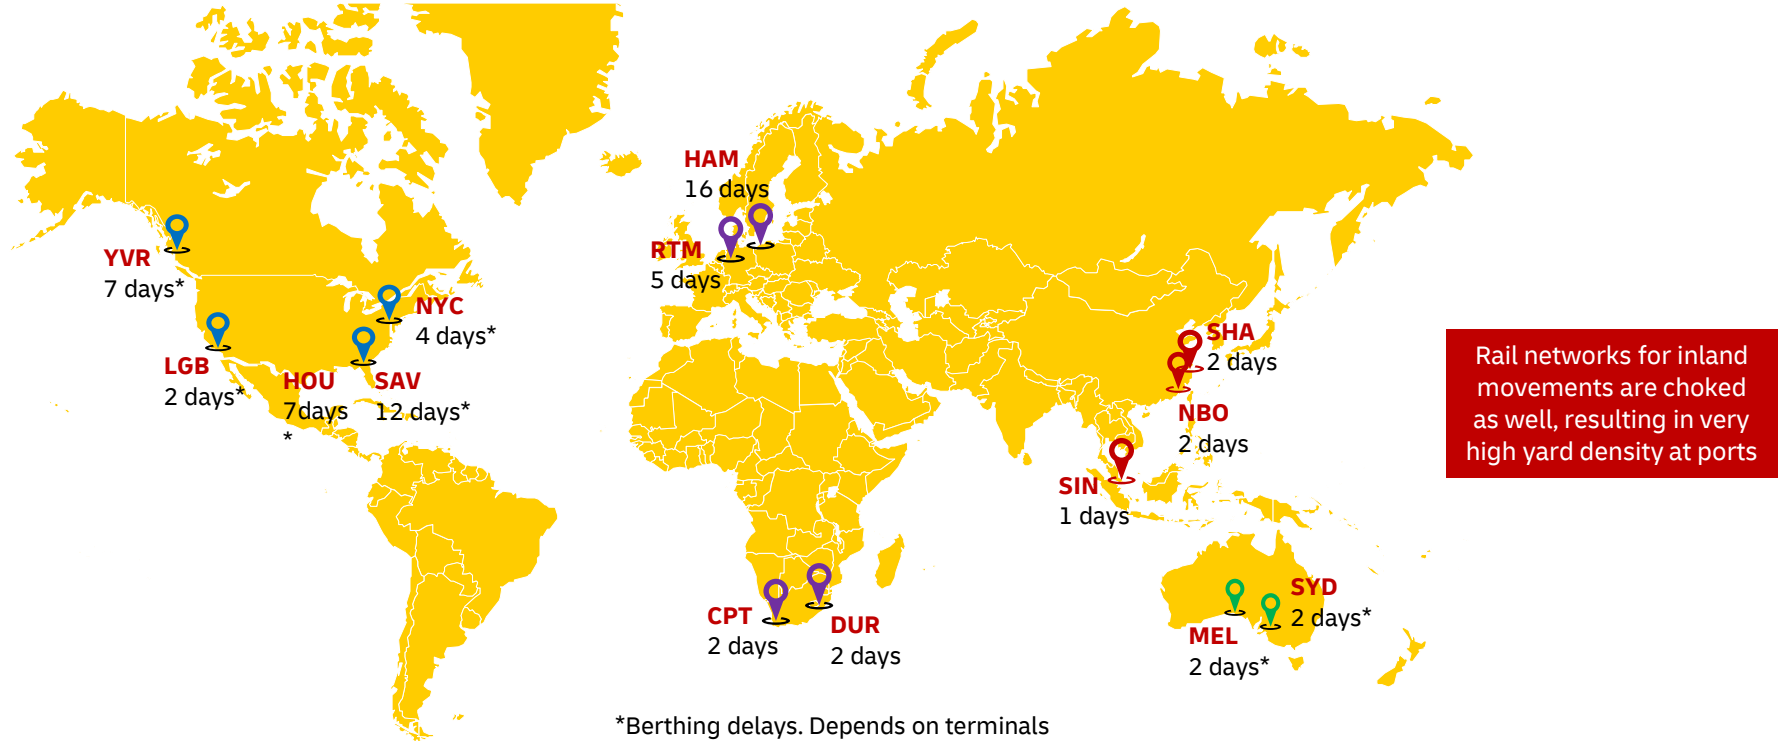 HAM
16 days
RTM
5 days
YVR
7 days*
NYC
4 days*
LGB
2 days*
HOU
7days
*
SAV
12 days*
SHA
2 days
NBO
2 days
SIN
1 days
Rail networks for inland
movements are choked
as well, resulting in very
high yard density at ports
CPT
2 days
DUR
2 days
SYD
2 days*
MEL
2 days*
*Berthing delays. Depends on terminals